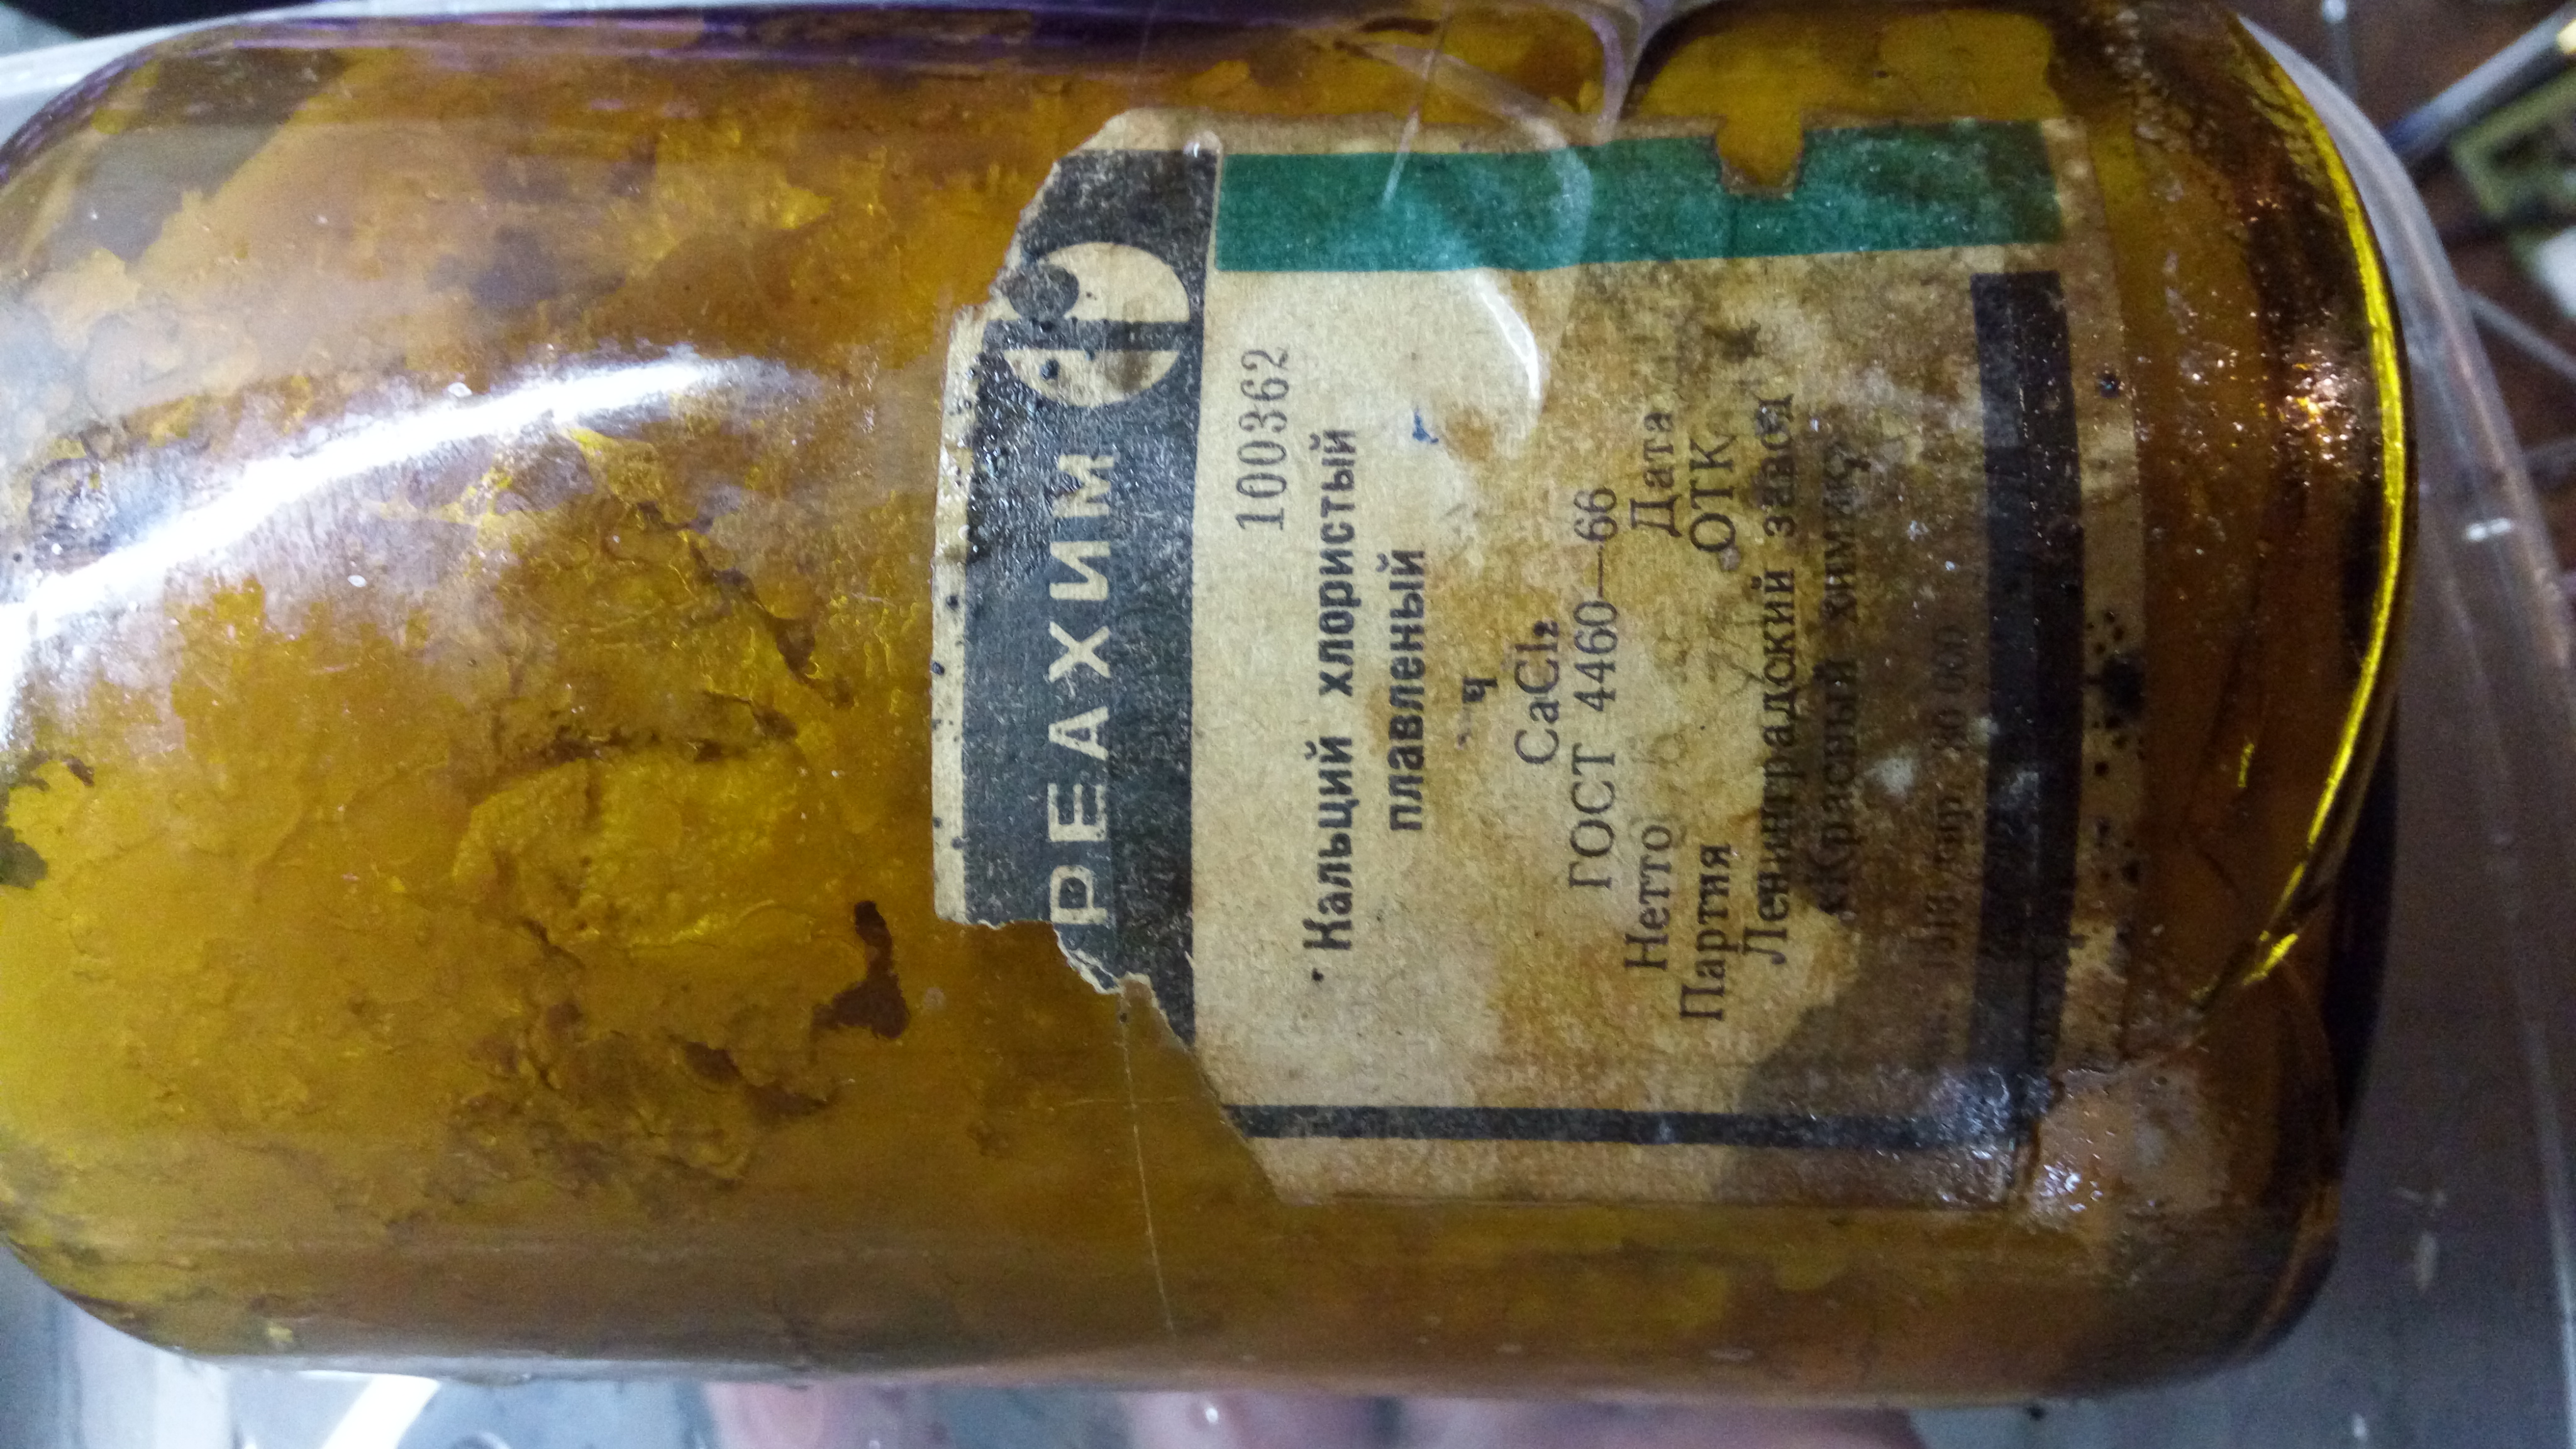 РЕАХИМ
100362
Кальций хлористый
плавленый
ч
CaCl₂
ГОСТ 4460—66
Нетто Дата
Партия ОТК
Ленинградский завод
«Красный химик»